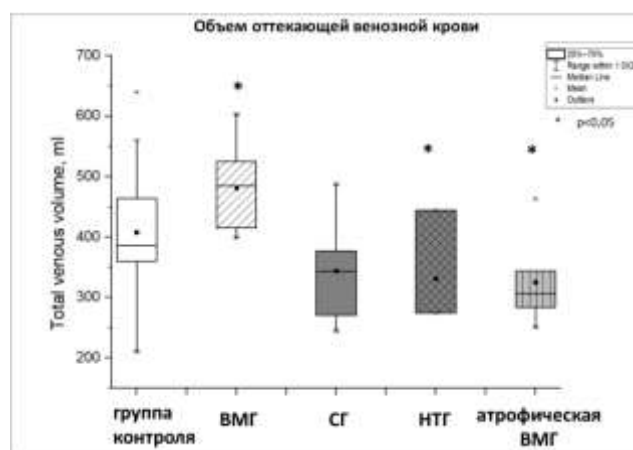 Объем оттекающей венозной крови
25%~75%
Range within 1.5IQR
Median Line
Mean
Outliers
* p<0,05
Total venous volume, ml
700
600
500
400
300
200
*
*
*
группа
контроля
ВМГ
СГ
НТГ
атрофическая
ВМГ